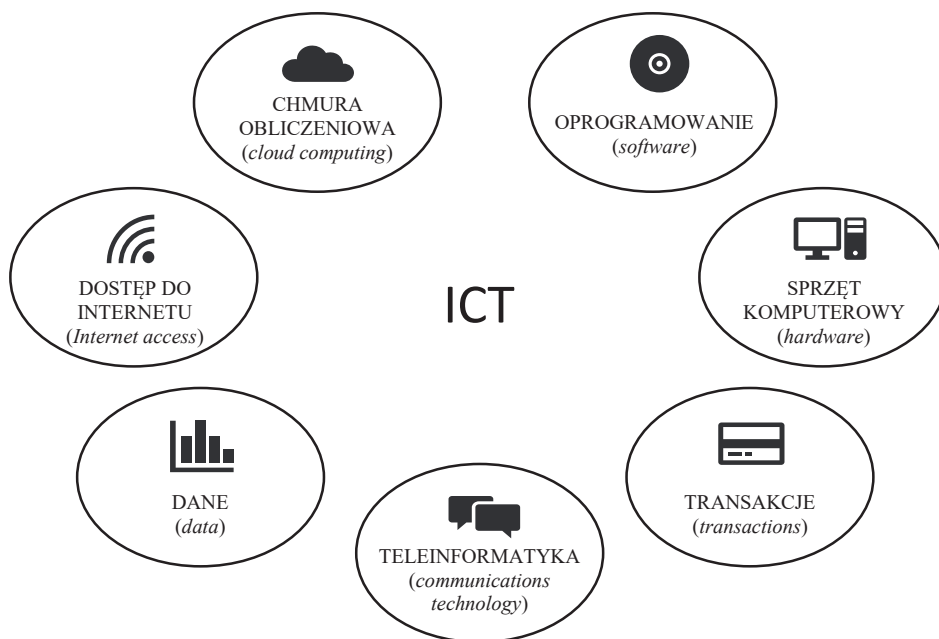 CHMURA
OBLICZENIOWA
(cloud computing)
OPROGRAMOWANIE
(software)
DOSTĘP DO
INTERNETU
(Internet access)
ICT
SPRZĘT
KOMPUTEROWY
(hardware)
DANE
(data)
TELEINFORMATYKA
(communications
technology)
TRANSAKCJE
(transactions)